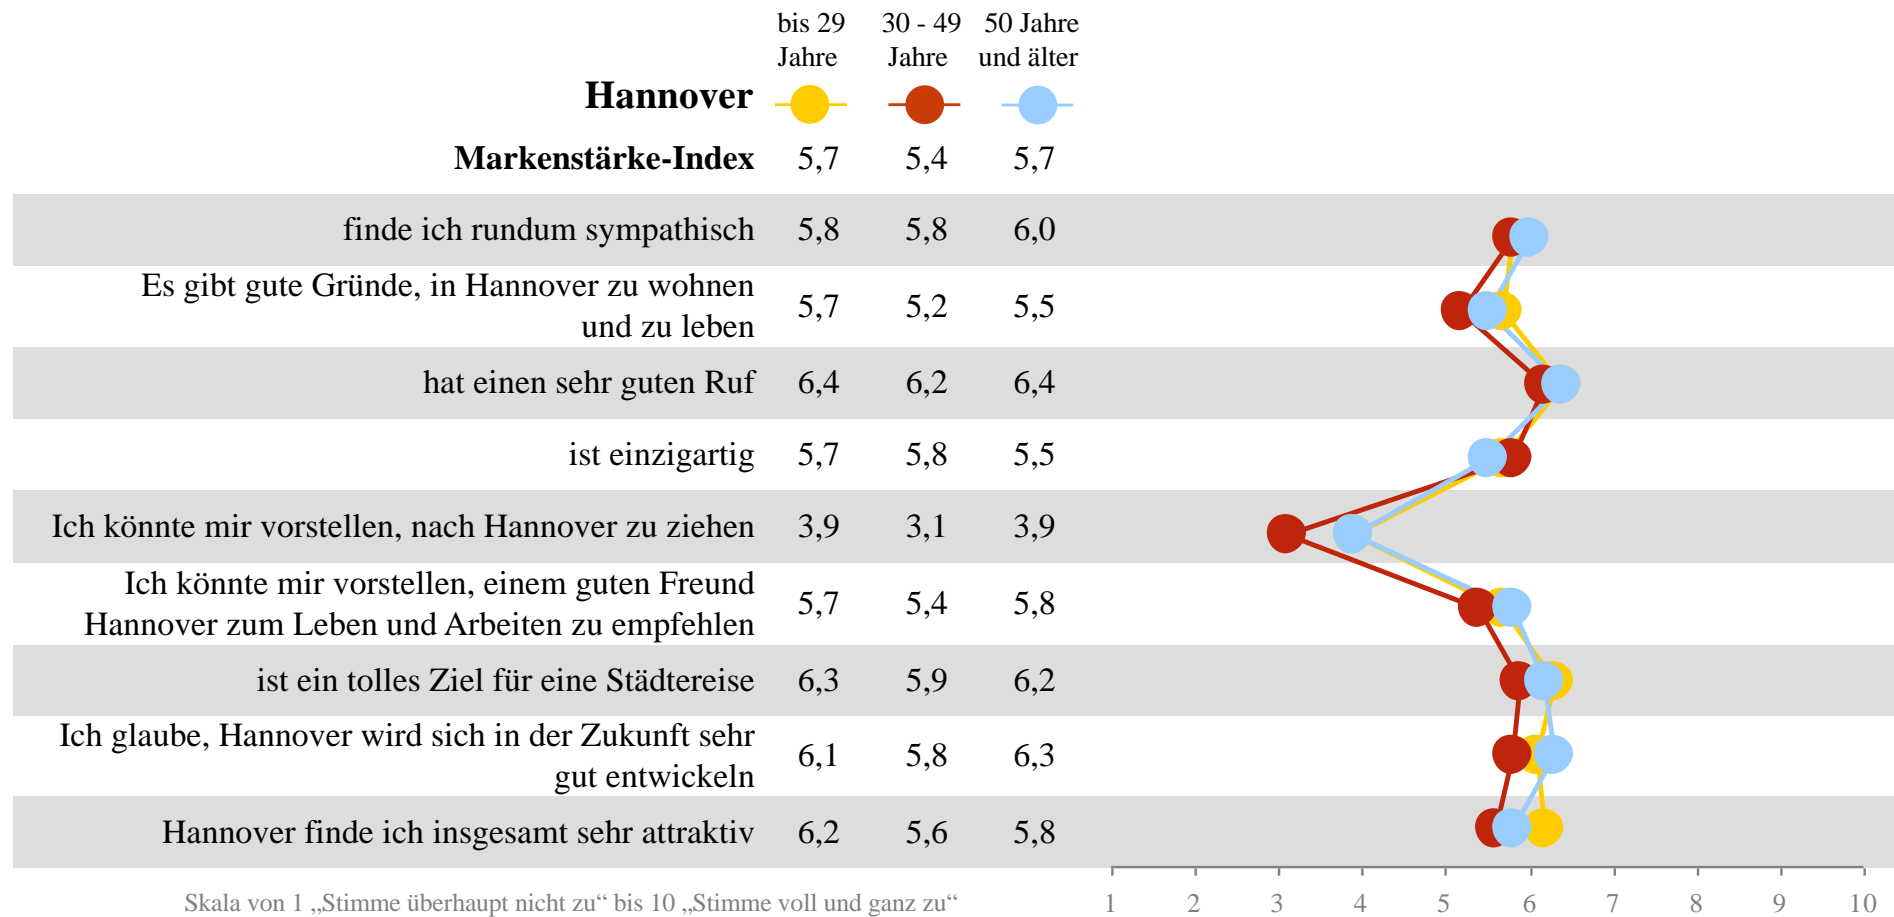 bis 29 30 - 49 50 Jahre
Jahre Jahre und älter
Hannover
Markenstärke-Index 5,7 5,4 5,7
finde ich rundum sympathisch 5,8 5,8 6,0
Es gibt gute Gründe, in Hannover zu wohnen
und zu leben 5,7 5,2 5,5
hat einen sehr guten Ruf 6,4 6,2 6,4
ist einzigartig 5,7 5,8 5,5
Ich könnte mir vorstellen, nach Hannover zu ziehen 3,9 3,1 3,9
Ich könnte mir vorstellen, einem guten Freund
Hannover zum Leben und Arbeiten zu empfehlen 5,7 5,4 5,8
ist ein tolles Ziel für eine Städtereise 6,3 5,9 6,2
Ich glaube, Hannover wird sich in der Zukunft sehr
gut entwickeln 6,1 5,8 6,3
Hannover finde ich insgesamt sehr attraktiv 6,2 5,6 5,8
Skala von 1 „Stimme überhaupt nicht zu“ bis 10 „Stimme voll und ganz zu“ 1 2 3 4 5 6 7 8 9 10